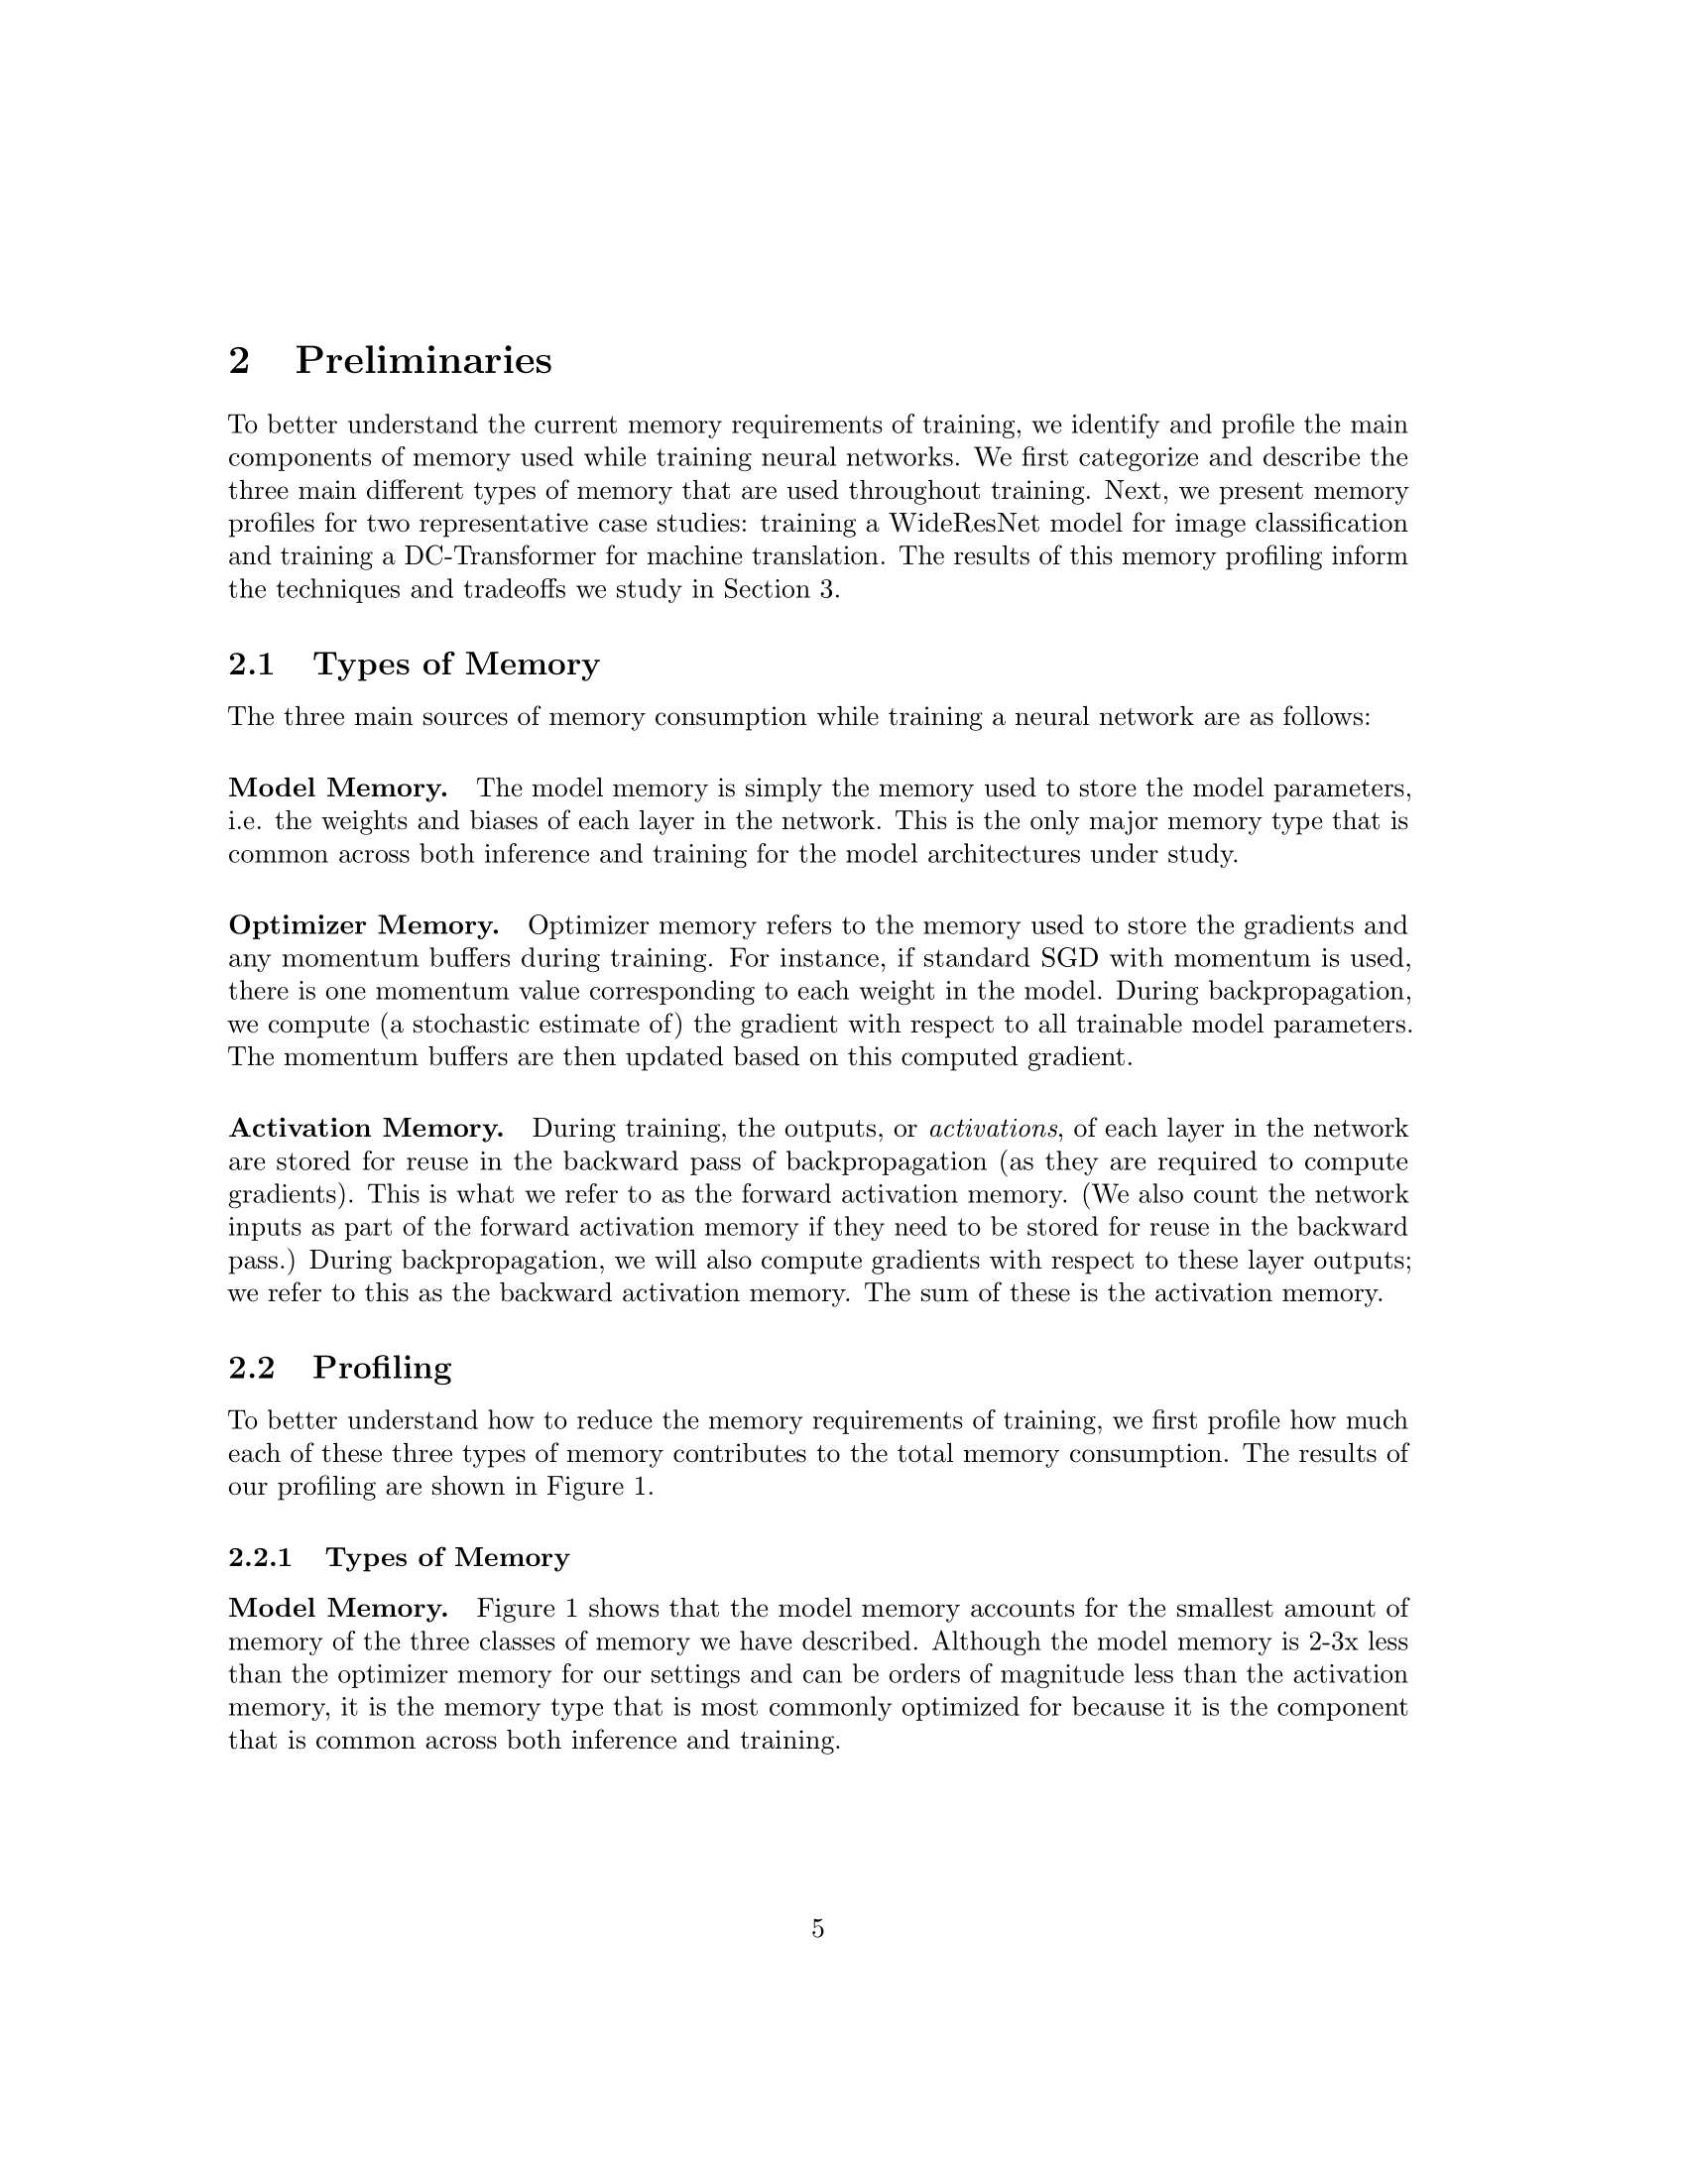 2 Preliminaries
To better understand the current memory requirements of training, we identify and profile the main
components of memory used while training neural networks. We first categorize and describe the
three main different types of memory that are used throughout training. Next, we present memory
profiles for two representative case studies: training a WideResNet model for image classification
and training a DC-Transformer for machine translation. The results of this memory profiling inform
the techniques and tradeoffs we study in Section 3.
2.1 Types of Memory
The three main sources of memory consumption while training a neural network are as follows:
Model Memory. The model memory is simply the memory used to store the model parameters,
i.e. the weights and biases of each layer in the network. This is the only major memory type that is
common across both inference and training for the model architectures under study.
Optimizer Memory. Optimizer memory refers to the memory used to store the gradients and
any momentum buffers during training. For instance, if standard SGD with momentum is used,
there is one momentum value corresponding to each weight in the model. During backpropagation,
we compute (a stochastic estimate of) the gradient with respect to all trainable model parameters.
The momentum buffers are then updated based on this computed gradient.
Activation Memory. During training, the outputs, or activations, of each layer in the network
are stored for reuse in the backward pass of backpropagation (as they are required to compute
gradients). This is what we refer to as the forward activation memory. (We also count the network
inputs as part of the forward activation memory if they need to be stored for reuse in the backward
pass.) During backpropagation, we will also compute gradients with respect to these layer outputs;
we refer to this as the backward activation memory. The sum of these is the activation memory.
2.2 Profiling
To better understand how to reduce the memory requirements of training, we first profile how much
each of these three types of memory contributes to the total memory consumption. The results of
our profiling are shown in Figure 1.
2.2.1 Types of Memory
Model Memory. Figure 1 shows that the model memory accounts for the smallest amount of
memory of the three classes of memory we have described. Although the model memory is 2-3x less
than the optimizer memory for our settings and can be orders of magnitude less than the activation
memory, it is the memory type that is most commonly optimized for because it is the component
that is common across both inference and training.
5